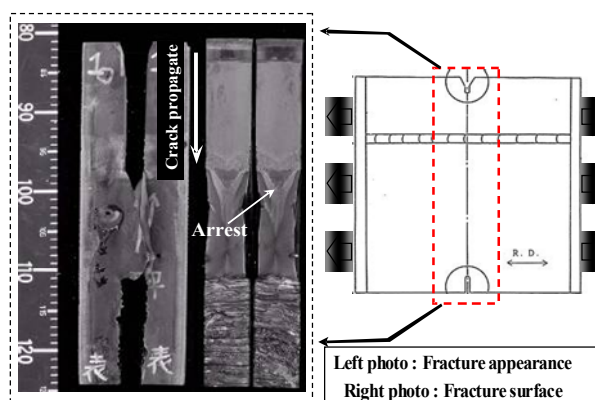 80
90
100
110
120
Crack propagate
Arrest
表
表
R. D.
Left photo : Fracture appearance
Right photo : Fracture surface